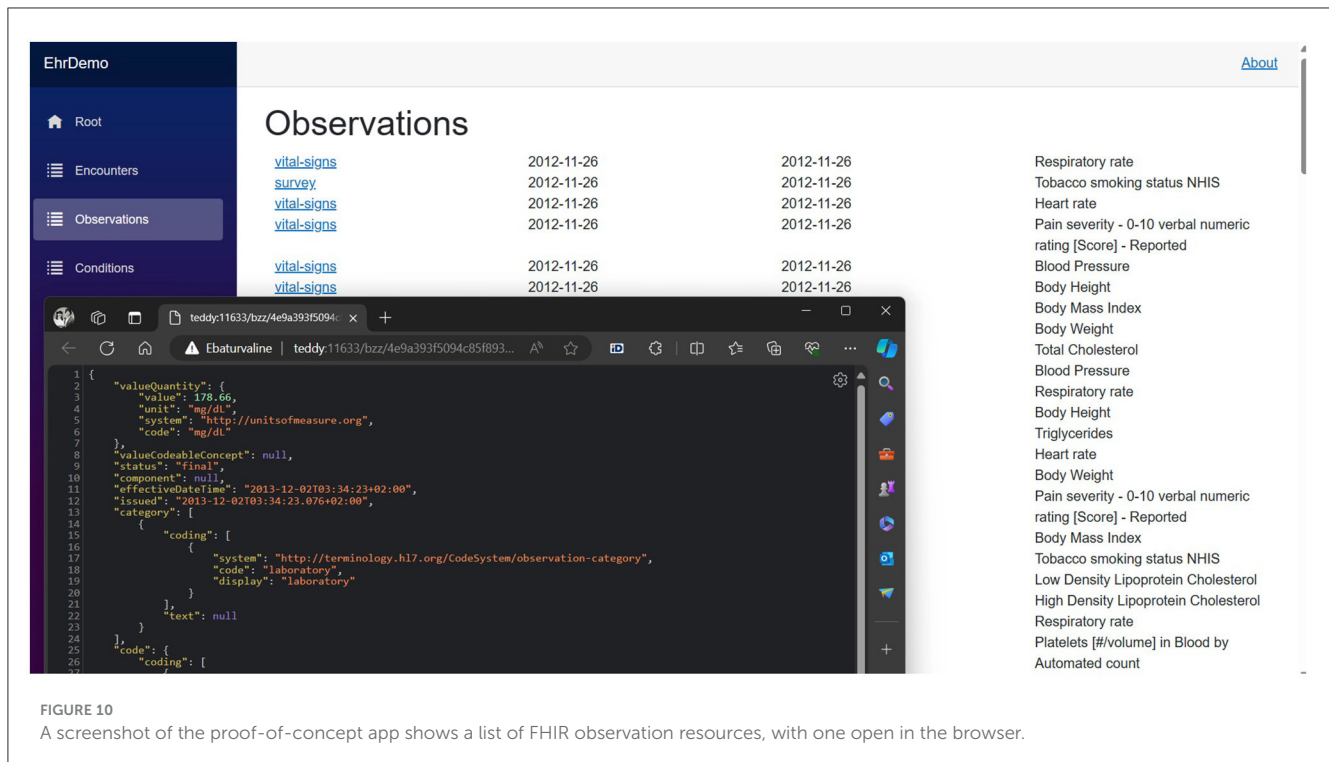 EhrDemo
About
Root
Encounters
Observations
Conditions
Observations
vital-signs 2012-11-26 2012-11-26 Respiratory rate
survey 2012-11-26 2012-11-26 Tobacco smoking status NHIS
vital-signs 2012-11-26 2012-11-26 Heart rate
vital-signs 2012-11-26 2012-11-26 Pain severity - 0-10 verbal numeric
rating [Score] - Reported
vital-signs 2012-11-26 2012-11-26 Blood Pressure
vital-signs 2012-11-26 2012-11-26 Body Height
Body Mass Index
Body Weight
Total Cholesterol
Blood Pressure
Respiratory rate
Body Height
Triglycerides
Heart rate
Body Weight
Pain severity - 0-10 verbal numeric
rating [Score] - Reported
Body Mass Index
Tobacco smoking status NHIS
Low Density Lipoprotein Cholesterol
High Density Lipoprotein Cholesterol
Respiratory rate
Platelets [#/volume] in Blood by
Automated count
teddy:11633/bzz/4e9a393f5094c
Ebaturvaline | teddy:11633/bzz/4e9a393f5094c85f893...
1 {
2 "valueQuantity": {
3 "value": 178.66,
4 "unit": "mg/dL",
5 "system": "http://unitsofmeasure.org",
6 "code": "mg/dL"
7 },
8 "valueCodeableConcept": null,
9 "status": "final",
10 "component": null,
11 "effectiveDateTime": "2013-12-02T03:34:23+02:00",
12 "issued": "2013-12-02T03:34:23.076+02:00",
13 "category": [
14 {
15 "coding": [
16 {
17 "system": "http://terminology.hl7.org/CodeSystem/observation-category",
18 "code": "laboratory",
19 "display": "laboratory"
20 }
21 ],
22 "text": null
23 }
24 ],
25 "code": {
26 "coding": [
27 {
FIGURE 10
A screenshot of the proof-of-concept app shows a list of FHIR observation resources, with one open in the browser.